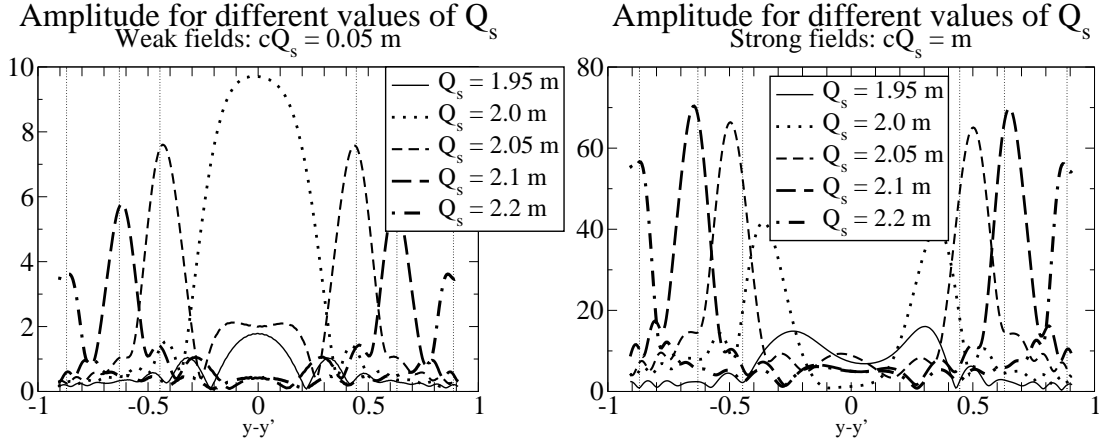 Amplitude for different values of Q_s
Weak fields: cQ_s = 0.05 m
10
8
6
4
2
0
-1 -0.5 0 0.5 1
y-y'
Q_s = 1.95 m
Q_s = 2.0 m
Q_s = 2.05 m
Q_s = 2.1 m
Q_s = 2.2 m
Amplitude for different values of Q_s
Strong fields: cQ_s = m
80
60
40
20
0
-1 -0.5 0 0.5 1
y-y'
Q_s = 1.95 m
Q_s = 2.0 m
Q_s = 2.05 m
Q_s = 2.1 m
Q_s = 2.2 m